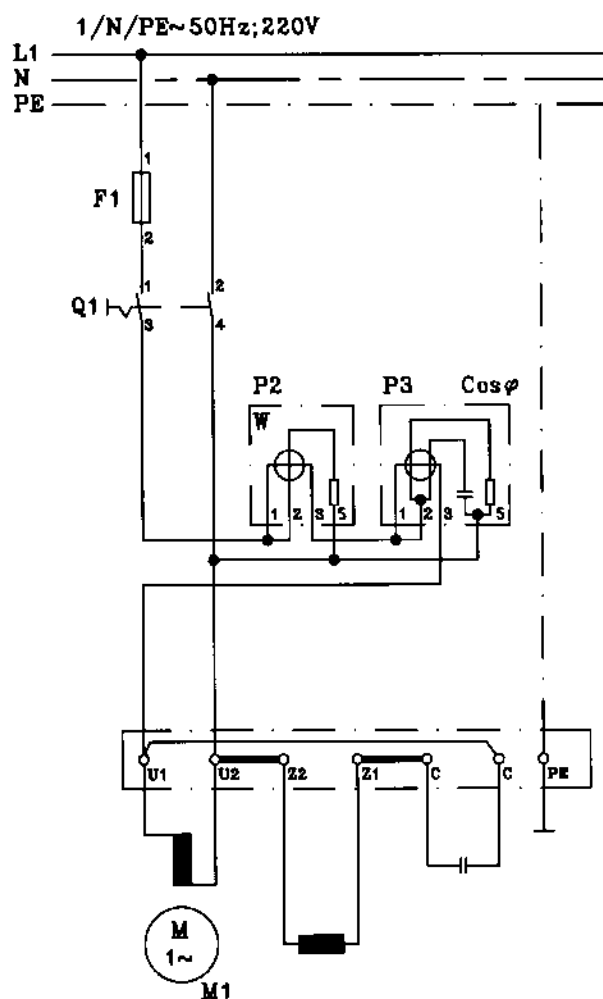 1/N/PE~50Hz;220V
L1
N
PE
1
F1
2
1 2
Q1
3 4
P2 P3 Cosφ
W
1 2 3 5 1 2 3 5
U1 U2 Z2 Z1 C C PE
M
1~
M1